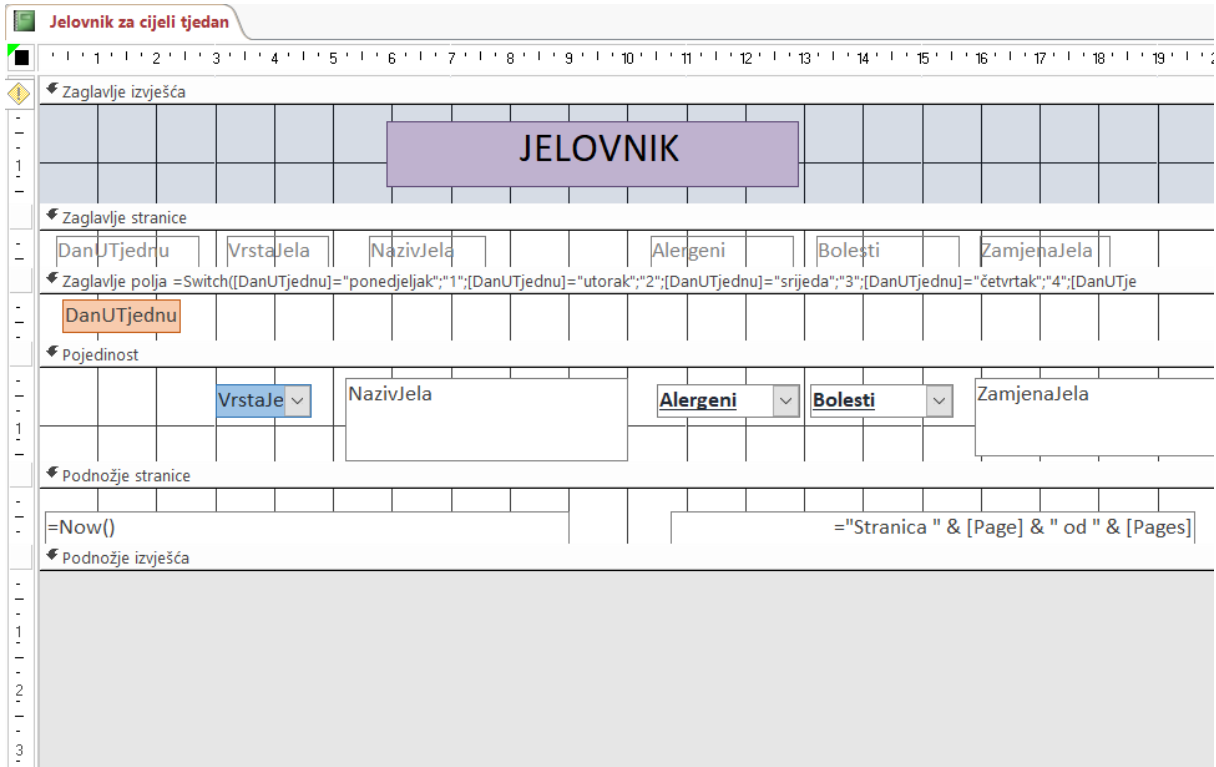 Jelovnik za cijeli tjedan
1 2 3 4 5 6 7 8 9 10 11 12 13 14 15 16 17 18 19
Zaglavlje izvješća
JELOVNIK
1
Zaglavlje stranice
DanUTjednu VrstaJela NazivJela Alergeni Bolesti ZamjenaJela
Zaglavlje polja =Switch([DanUTjednu]="ponedjeljak";"1";[DanUTjednu]="utorak";"2";[DanUTjednu]="srijeda";"3";[DanUTjednu]="četvrtak";"4";[DanUTje
DanUTjednu
Pojedinost
VrstaJe NazivJela Alergeni Bolesti ZamjenaJela
1
Podnožje stranice
=Now() ="Stranica " & [Page] & " od " & [Pages]
Podnožje izvješća
1
2
3